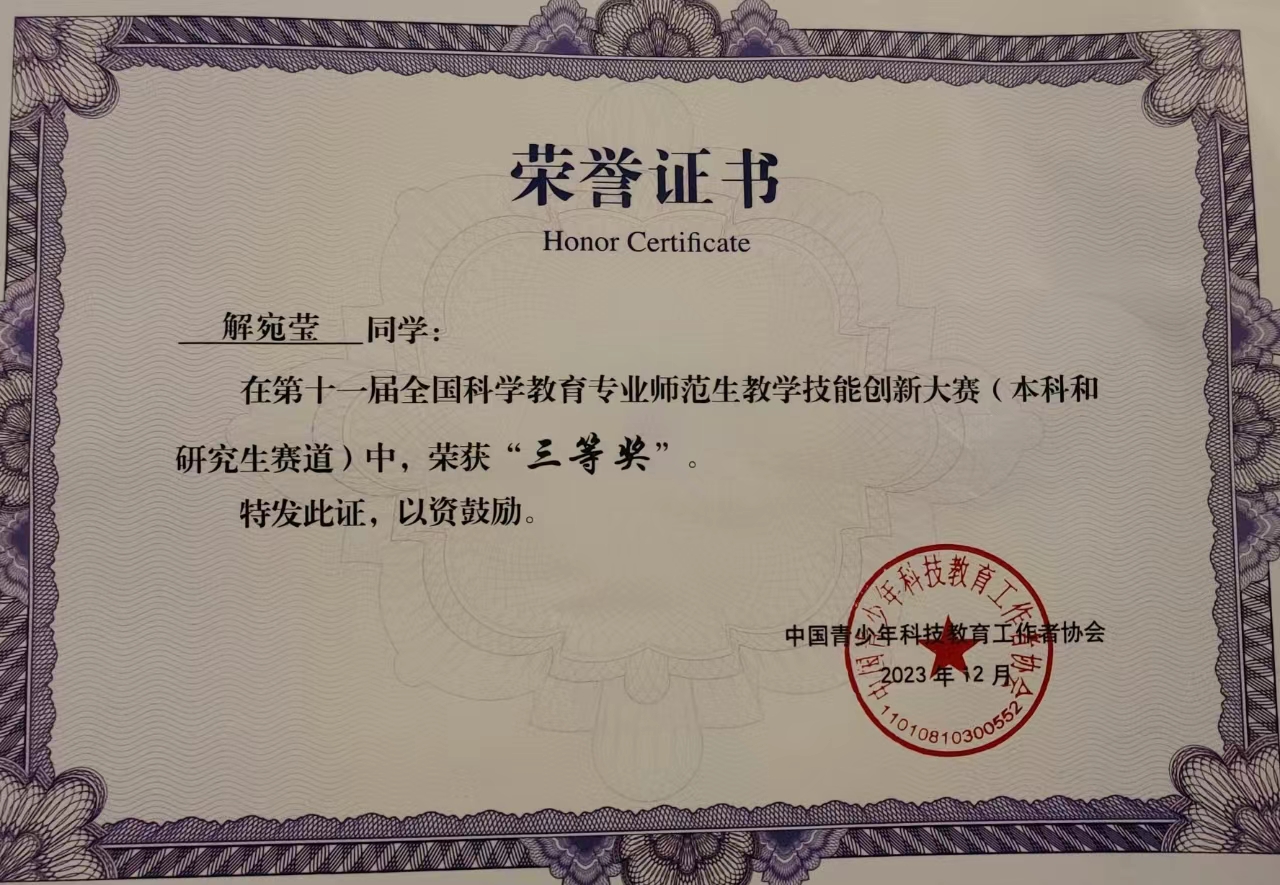 荣誉证书
Honor Certificate
解宛莹 同学：
在第十一届全国科学教育专业师范生教学技能创新大赛（本科和
研究生赛道）中，荣获“三等奖”。
特发此证，以资鼓励。
中国青少年科技教育工作者协会
2023 年 12 月
中国青少年科技教育工作者协会
11010810300552